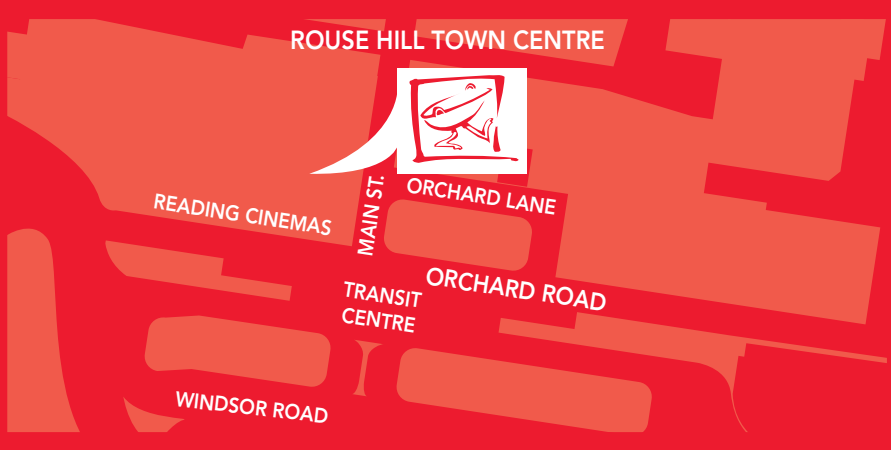 ROUSE HILL TOWN CENTRE
MAIN ST.
ORCHARD LANE
READING CINEMAS
ORCHARD ROAD
TRANSIT
CENTRE
WINDSOR ROAD